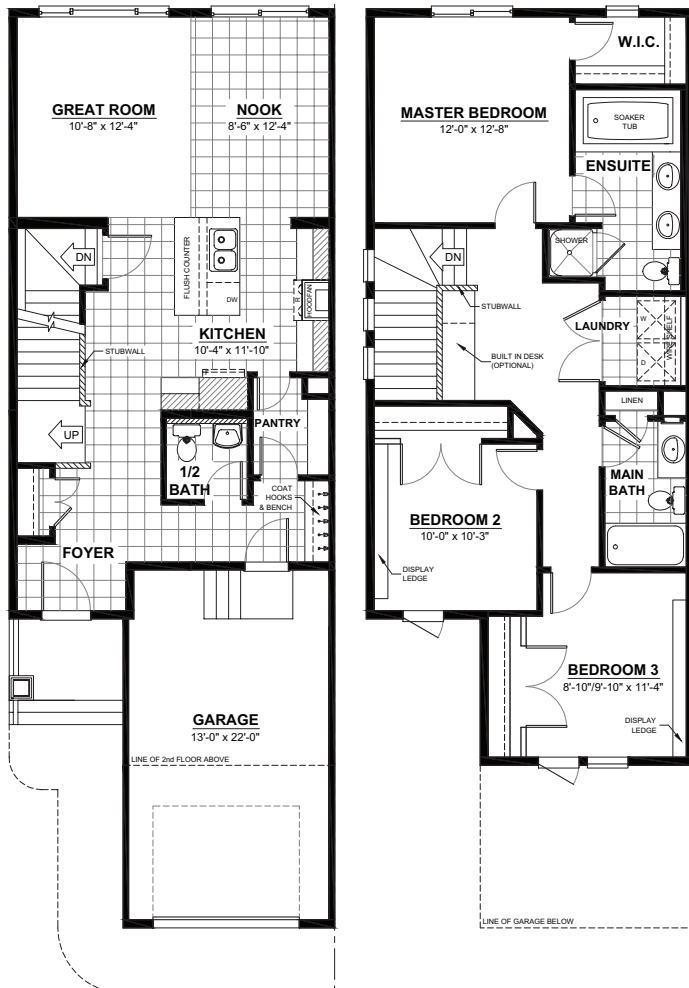 GREAT ROOM
10'-8" x 12'-4"
NOOK
8'-6" x 12'-4"
DN
FLUSH COUNTER
DW
R
HOODFAN
KITCHEN
10'-4" x 11'-10"
STUBWALL
UP
PANTRY
1/2
BATH
COAT
HOOKS
& BENCH
FOYER
GARAGE
13'-0" x 22'-0"
LINE OF 2nd FLOOR ABOVE
W.I.C.
MASTER BEDROOM
12'-0" x 12'-8"
SOAKER
TUB
ENSUITE
SHOWER
DN
STUBWALL
LAUNDRY
W
D
WIRE SHELF
BUILT IN DESK
(OPTIONAL)
LINEN
MAIN
BATH
BEDROOM 2
10'-0" x 10'-3"
DISPLAY
LEDGE
BEDROOM 3
8'-10"/9'-10" x 11'-4"
DISPLAY
LEDGE
LINE OF GARAGE BELOW